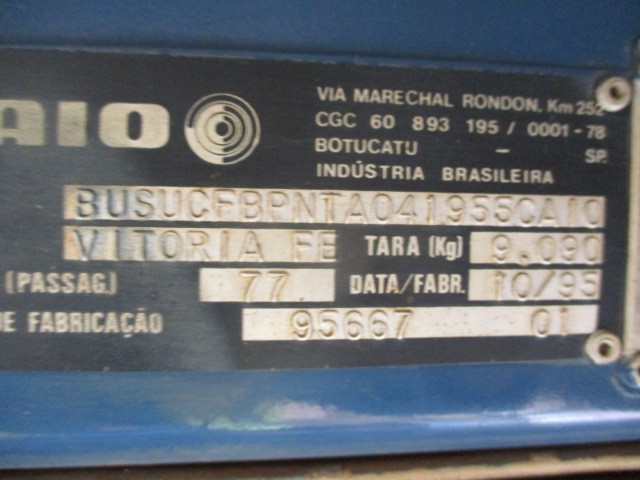 AIO
VIA MARECHAL RONDON, Km 252
CGC 60 893 195 / 0001 - 78
BOTUCATU - SP.
INDÚSTRIA BRASILEIRA
BUSUCFBPNTA041955CAIO
VITORIA FE TARA (Kg) 9.090
(PASSAG.) 77 DATA/FABR. 10/95
DE FABRICAÇÃO 95667 01